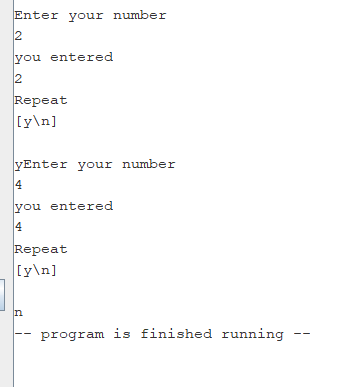 Enter your number
2
you entered
2
Repeat
[y\n]
yEnter your number
4
you entered
4
Repeat
[y\n]
n
-- program is finished running --